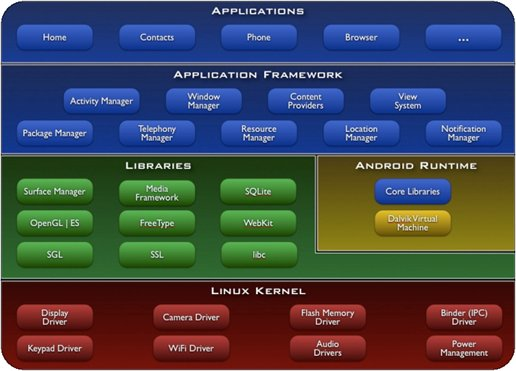 APPLICATIONS
Home
Contacts
Phone
Browser
...
APPLICATION FRAMEWORK
Activity Manager
Window
Manager
Content
Providers
View
System
Package Manager
Telephony
Manager
Resource
Manager
Location
Manager
Notification
Manager
LIBRARIES
Surface Manager
Media
Framework
SQLite
OpenGL | ES
FreeType
WebKit
SGL
SSL
libc
ANDROID RUNTIME
Core Libraries
Dalvik Virtual
Machine
LINUX KERNEL
Display
Driver
Camera Driver
Flash Memory
Driver
Binder (IPC)
Driver
Keypad Driver
WiFi Driver
Audio
Drivers
Power
Management